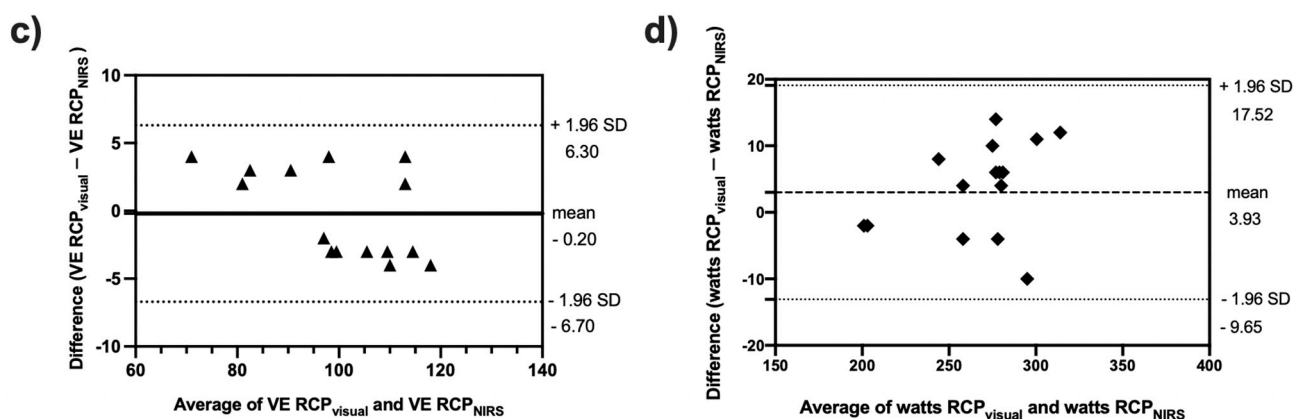 c)
Difference (VE RCPvisual – VE RCPNIRS)
10
5
0
-5
-10
60
80
100
120
140
+ 1.96 SD
6.30
mean
- 0.20
- 1.96 SD
- 6.70
Average of VE RCPvisual and VE RCPNIRS
d)
Difference (watts RCPvisual – watts RCPNIRS)
20
10
0
-10
-20
150
200
250
300
350
400
+ 1.96 SD
17.52
mean
3.93
- 1.96 SD
- 9.65
Average of watts RCPvisual and watts RCPNIRS